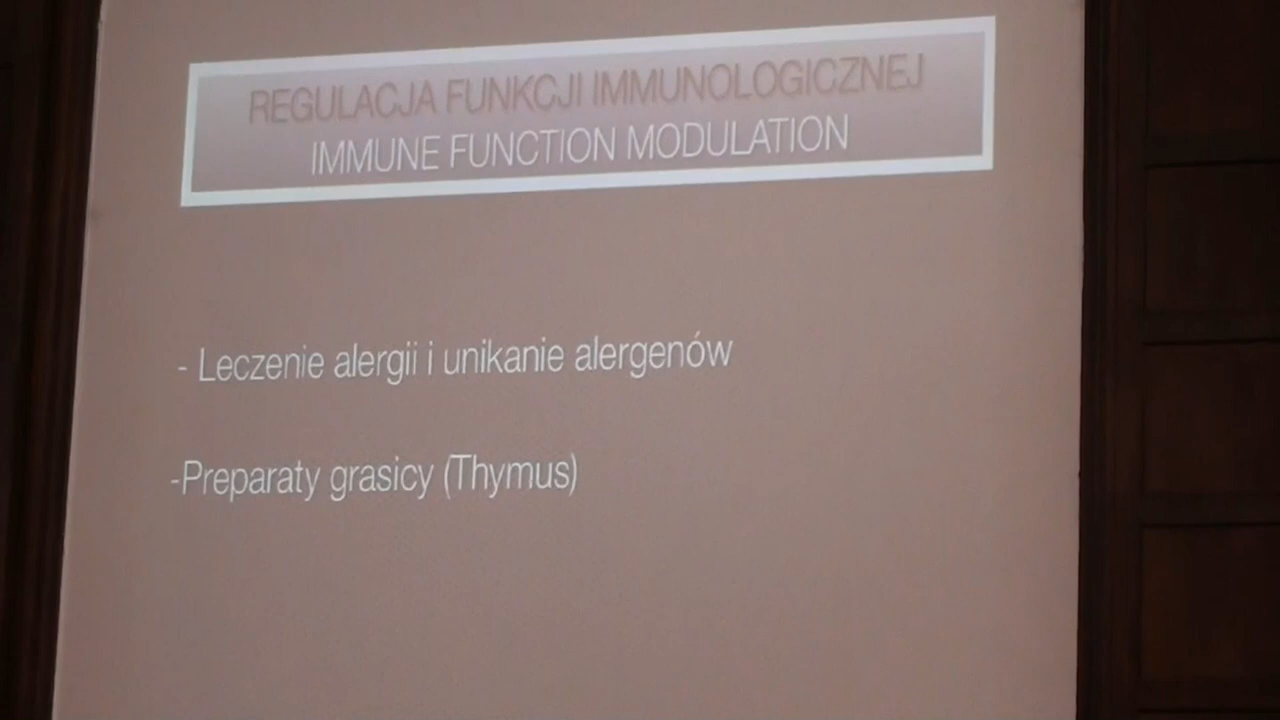 REGULACJA FUNKCJI IMMUNOLOGICZNEJ
IMMUNE FUNCTION MODULATION
- Leczenie alergii i unikanie alergenów
-Preparaty grasicy (Thymus)